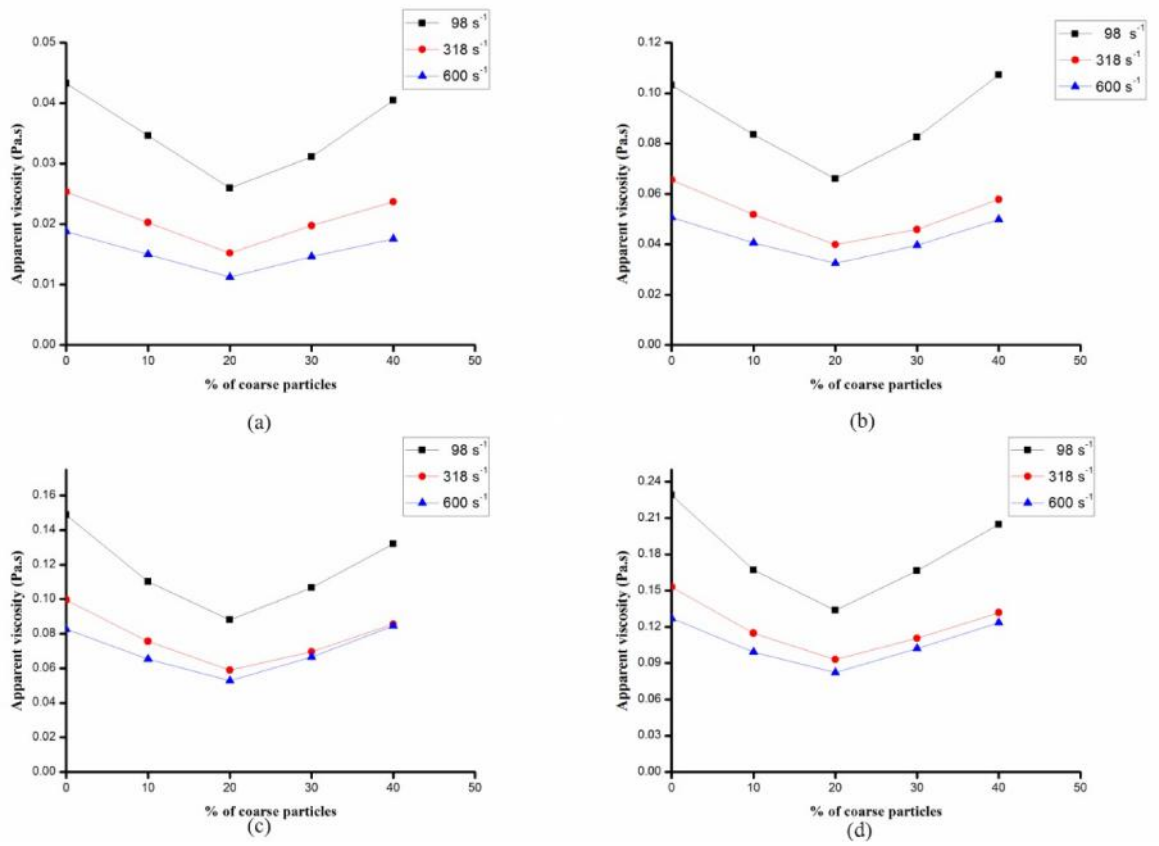 98 s⁻¹
318 s⁻¹
600 s⁻¹
0.05
0.04
0.03
0.02
0.01
0.00
Apparent viscosity (Pa.s)
0 10 20 30 40 50
% of coarse particles
(a)
98 s⁻¹
318 s⁻¹
600 s⁻¹
0.12
0.10
0.08
0.06
0.04
0.02
0.00
Apparent viscosity (Pa.s)
0 10 20 30 40 50
% of coarse particles
(b)
98 s⁻¹
318 s⁻¹
600 s⁻¹
0.16
0.14
0.12
0.10
0.08
0.06
0.04
0.02
0.00
Apparent viscosity (Pa.s)
0 10 20 30 40 50
% of coarse particles
(c)
98 s⁻¹
318 s⁻¹
600 s⁻¹
0.24
0.21
0.18
0.15
0.12
0.09
0.06
0.03
0.00
Apparent viscosity (Pa.s)
0 10 20 30 40 50
% of coarse particles
(d)